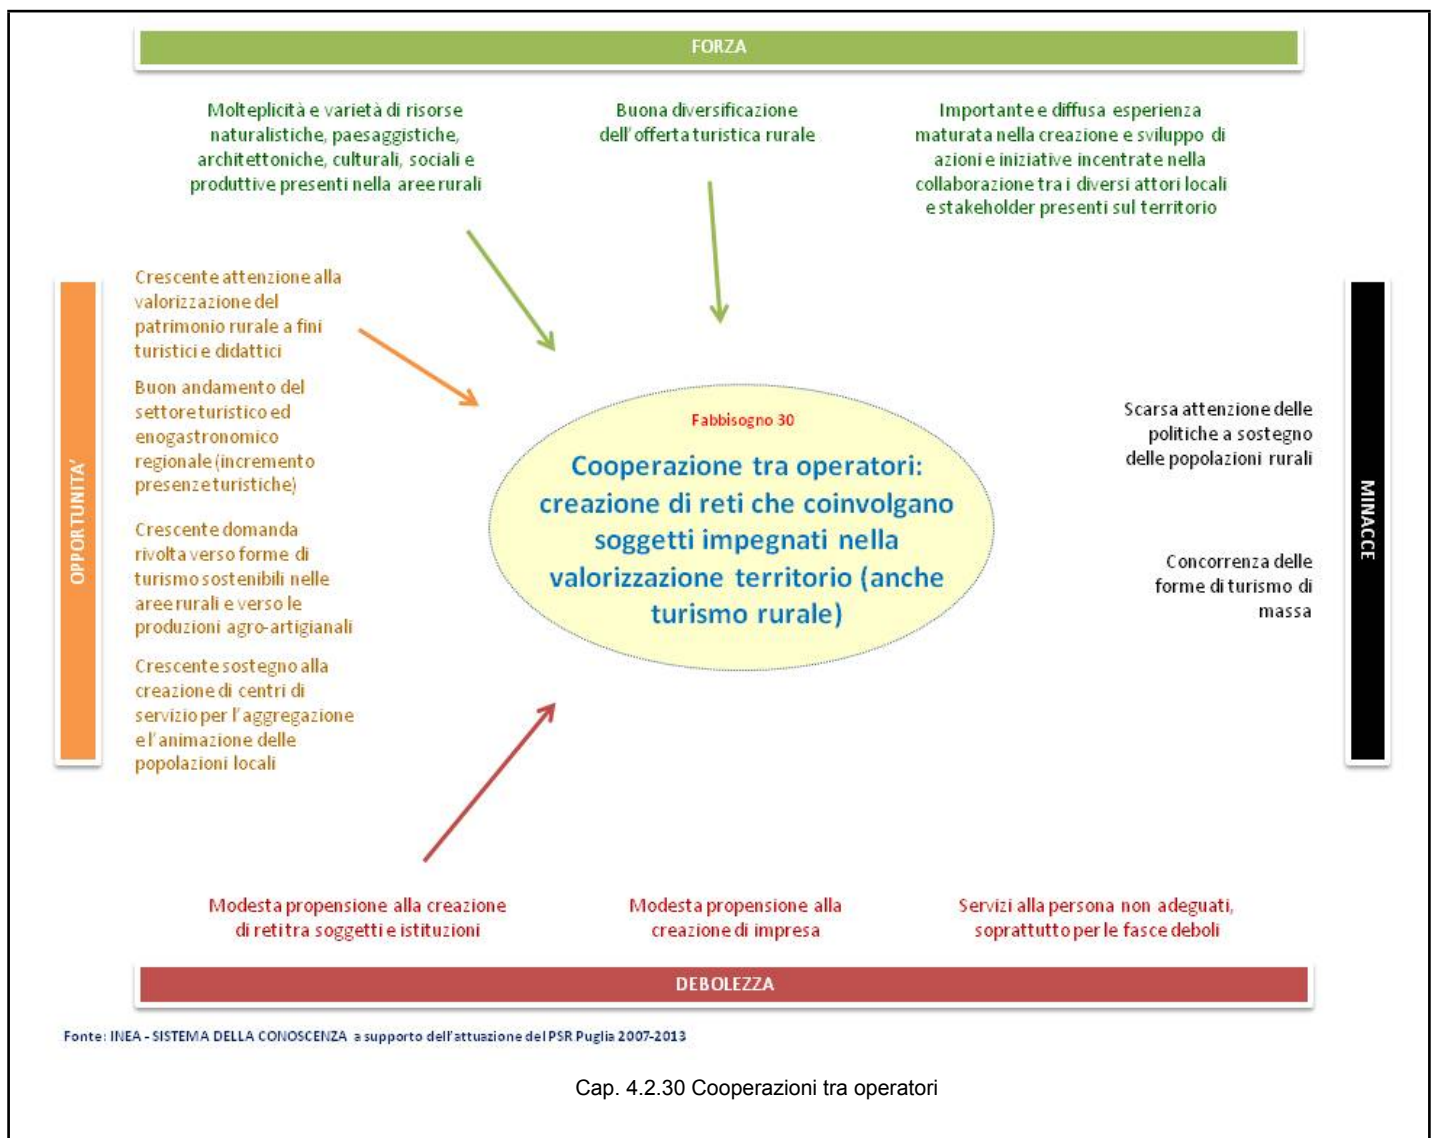 FORZA
Molteplicità e varietà di risorse
naturalistiche, paesaggistiche,
architettoniche, culturali, sociali e
produttive presenti nella aree rurali
Buona diversificazione
dell'offerta turistica rurale
Importante e diffusa esperienza
maturata nella creazione e sviluppo di
azioni e iniziative incentrate nella
collaborazione tra i diversi attori locali
e stakeholder presenti sul territorio
OPPORTUNITA'
Crescente attenzione alla
valorizzazione del
patrimonio rurale a fini
turistici e didattici
Buon andamento del
settore turistico ed
enogastronomico
regionale (incremento
presenze turistiche)
Crescente domanda
rivolta verso forme di
turismo sostenibili nelle
aree rurali e verso le
produzioni agro-artigianali
Crescente sostegno alla
creazione di centri di
servizio per l'aggregazione
e l'animazione delle
popolazioni locali
Fabbisogno 30
Cooperazione tra operatori:
creazione di reti che coinvolgano
soggetti impegnati nella
valorizzazione territorio (anche
turismo rurale)
Scarsa attenzione delle
politiche a sostegno
delle popolazioni rurali
Concorrenza delle
forme di turismo di
massa
MINACCE
Modesta propensione alla creazione
di reti tra soggetti e istituzioni
Modesta propensione alla
creazione di impresa
Servizi alla persona non adeguati,
soprattutto per le fasce deboli
DEBOLEZZA
Fonte: INEA - SISTEMA DELLA CONOSCENZA a supporto dell'attuazione del PSR Puglia 2007-2013
Cap. 4.2.30 Cooperazioni tra operatori